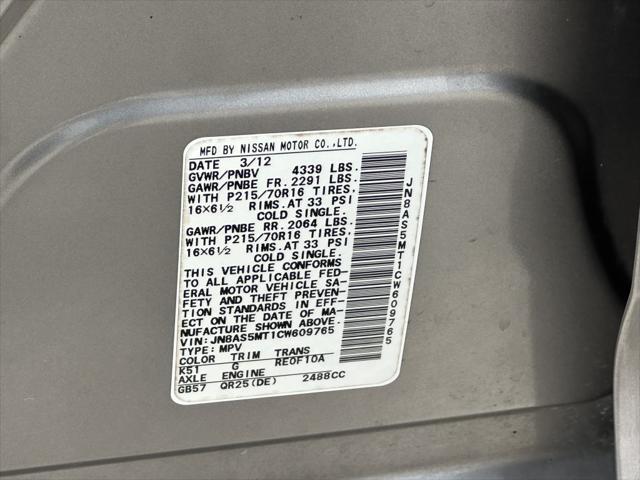 MFD BY NISSAN MOTOR CO.,LTD.
DATE 3/12
GVWR/PNBV 4339 LBS.
GAWR/PNBE FR. 2291 LBS.
WITH P215/70R16 TIRES,
16×6½ RIMS. AT 33 PSI
COLD SINGLE.
GAWR/PNBE RR. 2064 LBS.
WITH P215/70R16 TIRES,
16×6½ RIMS. AT 33 PSI
COLD SINGLE.
THIS VEHICLE CONFORMS
TO ALL APPLICABLE FED-
ERAL MOTOR VEHICLE SA-
FETY AND THEFT PREVEN-
TION STANDARDS IN EFF-
ECT ON THE DATE OF MA-
NUFACTURE SHOWN ABOVE.
VIN: JN8AS5MT1CW609765
TYPE: MPV
COLOR TRIM TRANS
K51 G RE0F10A
AXLE ENGINE
GB57 QR25(DE) 2488CC
JN8AS5MT1CW609765